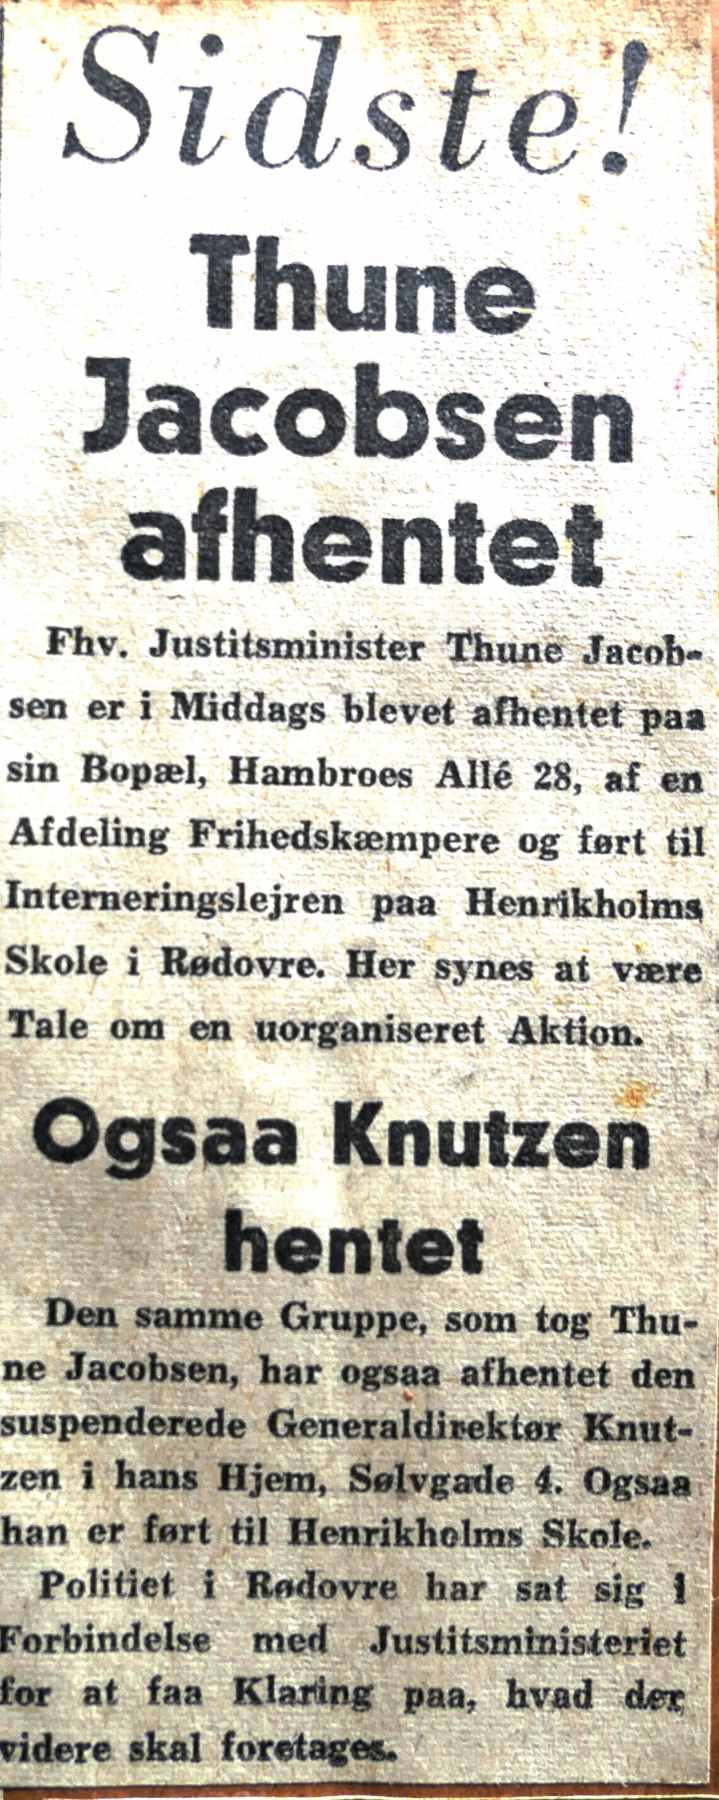 Sidste!
Thune
Jacobsen
afhentet
Fhv. Justitsminister Thune Jacob-
sen er i Middags blevet afhentet paa
sin Bopæl, Hambroes Allé 28, af en
Afdeling Frihedskæmpere og ført til
Interneringslejren paa Henrikholms
Skole i Rødovre. Her synes at være
Tale om en uorganiseret Aktion.
Ogsaa Knutzen
hentet
Den samme Gruppe, som tog Thu-
ne Jacobsen, har ogsaa afhentet den
suspenderede Generaldirektør Knut-
zen i hans Hjem, Sølvgade 4. Ogsaa
han er ført til Henrikholms Skole.
Politiet i Rødovre har sat sig i
Forbindelse med Justitsministeriet
for at faa Klaring paa, hvad der
videre skal foretages.